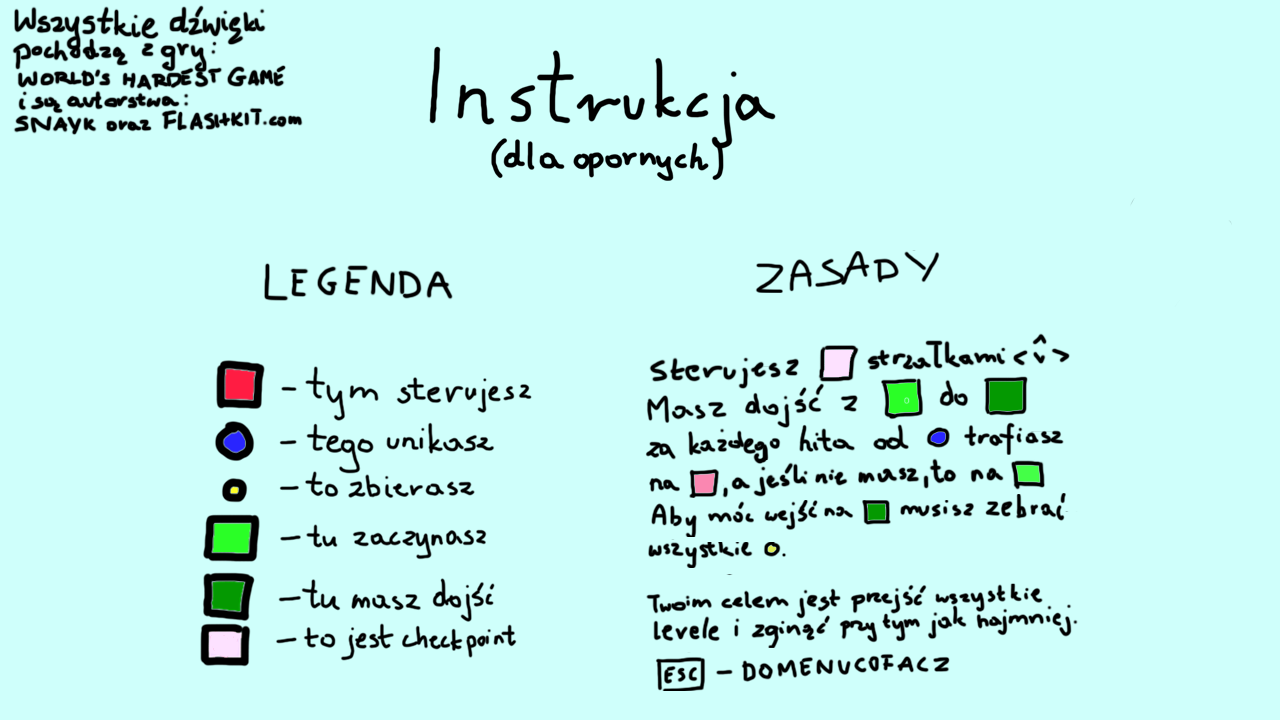 Wszystkie dźwięki
pochodzą z gry:
WORLD'S HARDEST GAME
i są autorstwa:
SNAYK oraz FLASHKIT.com
Instrukcja
(dla opornych)
LEGENDA
- tym sterujesz
- tego unikasz
- to zbierasz
- tu zaczynasz
- tu masz dojść
- to jest checkpoint
ZASADY
Sterujesz strzałkami < ^ v >
Masz dojść z do
za każdego hita od trafiasz
na , a jeśli nie masz, to na
Aby móc wejść na musisz zebrać
wszystkie .
Twoim celem jest przejść wszystkie
levele i zginąć przy tym jak najmniej.
ESC - DOMENUCOFACZ